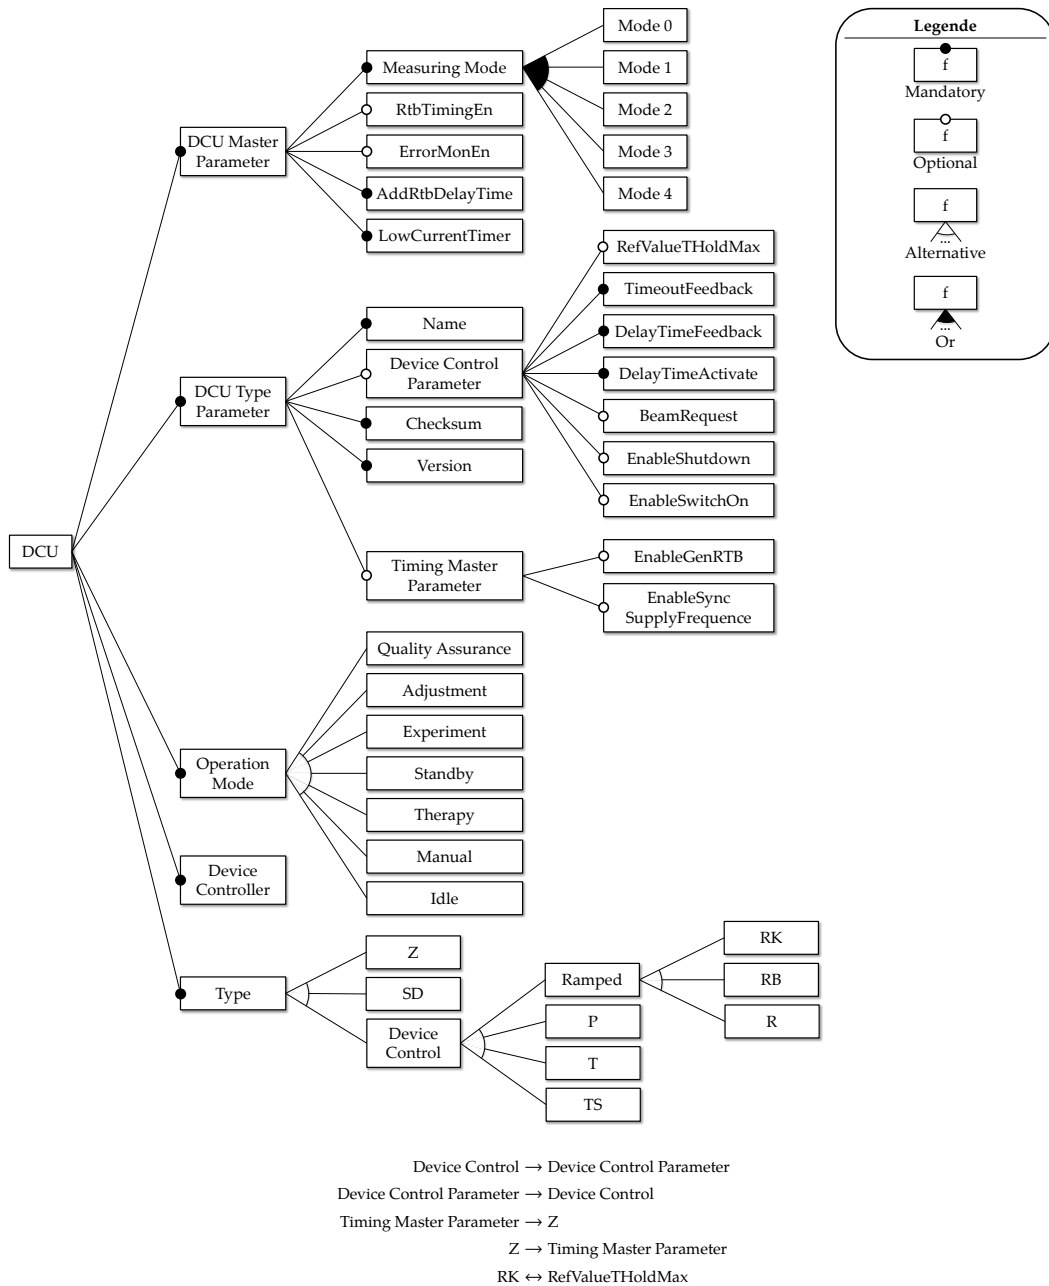 Legende
f
Mandatory
f
Optional
f
...
Alternative
f
...
Or
DCU
DCU Master
Parameter
Measuring Mode
Mode 0
Mode 1
Mode 2
Mode 3
Mode 4
RtbTimingEn
ErrorMonEn
AddRtbDelayTime
LowCurrentTimer
DCU Type
Parameter
Name
Device Control
Parameter
RefValueTHoldMax
TimeoutFeedback
DelayTimeFeedback
DelayTimeActivate
BeamRequest
EnableShutdown
EnableSwitchOn
Checksum
Version
Timing Master
Parameter
EnableGenRTB
EnableSync
SupplyFrequence
Operation
Mode
Quality Assurance
Adjustment
Experiment
Standby
Therapy
Manual
Idle
Device
Controller
Type
Z
SD
Device
Control
Ramped
RK
RB
R
P
T
TS
Device Control → Device Control Parameter
Device Control Parameter → Device Control
Timing Master Parameter → Z
Z → Timing Master Parameter
RK ↔ RefValueTHoldMax